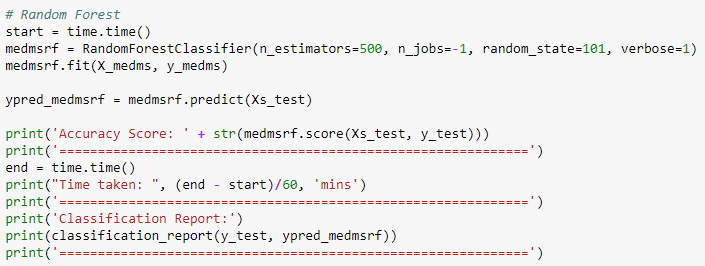 # Random Forest
start = time.time()
medmsrf = RandomForestClassifier(n_estimators=500, n_jobs=-1, random_state=101, verbose=1)
medmsrf.fit(X_medms, y_medms)
ypred_medmsrf = medmsrf.predict(Xs_test)
print('Accuracy Score: ' + str(medmsrf.score(Xs_test, y_test)))
print('=============================================================')
end = time.time()
print("Time taken: ", (end - start)/60, 'mins')
print('=============================================================')
print('Classification Report:')
print(classification_report(y_test, ypred_medmsrf))
print('=============================================================')